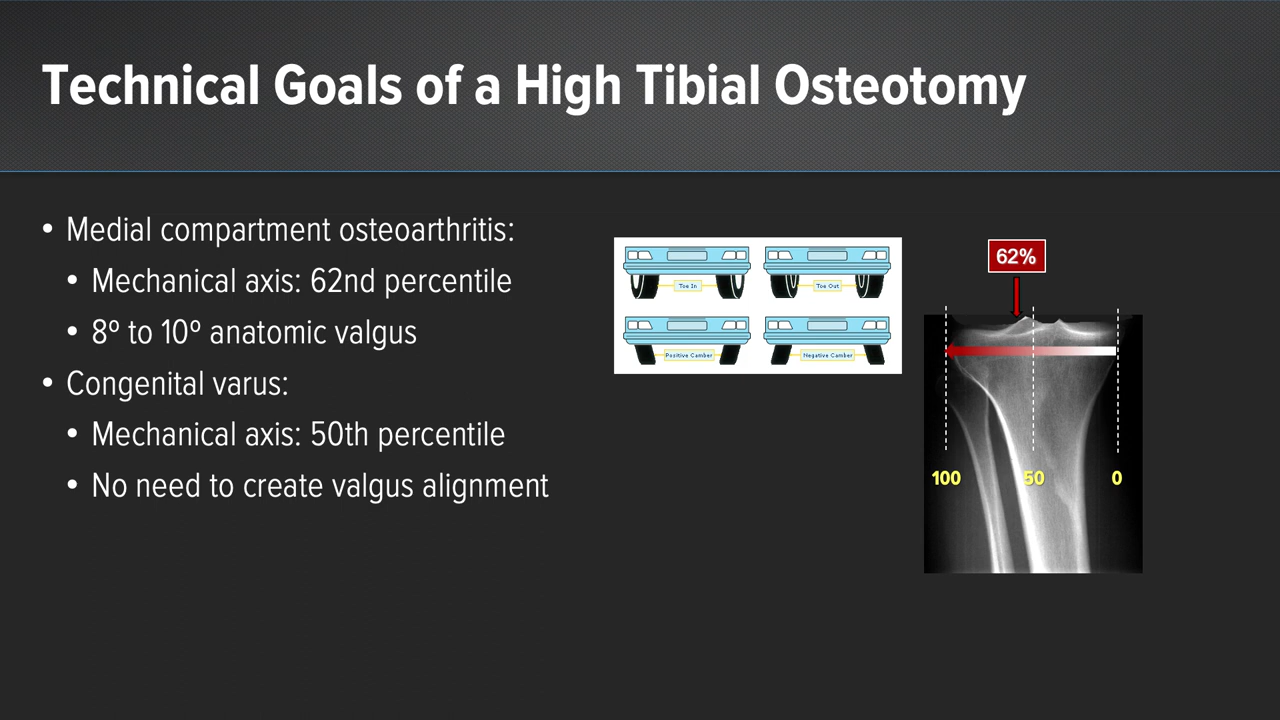 Technical Goals of a High Tibial Osteotomy
• Medial compartment osteoarthritis:
• Mechanical axis: 62nd percentile
• 8º to 10º anatomic valgus
• Congenital varus:
• Mechanical axis: 50th percentile
• No need to create valgus alignment
Toe In
Toe Out
Positive Camber
Negative Camber
62%
100
50
0